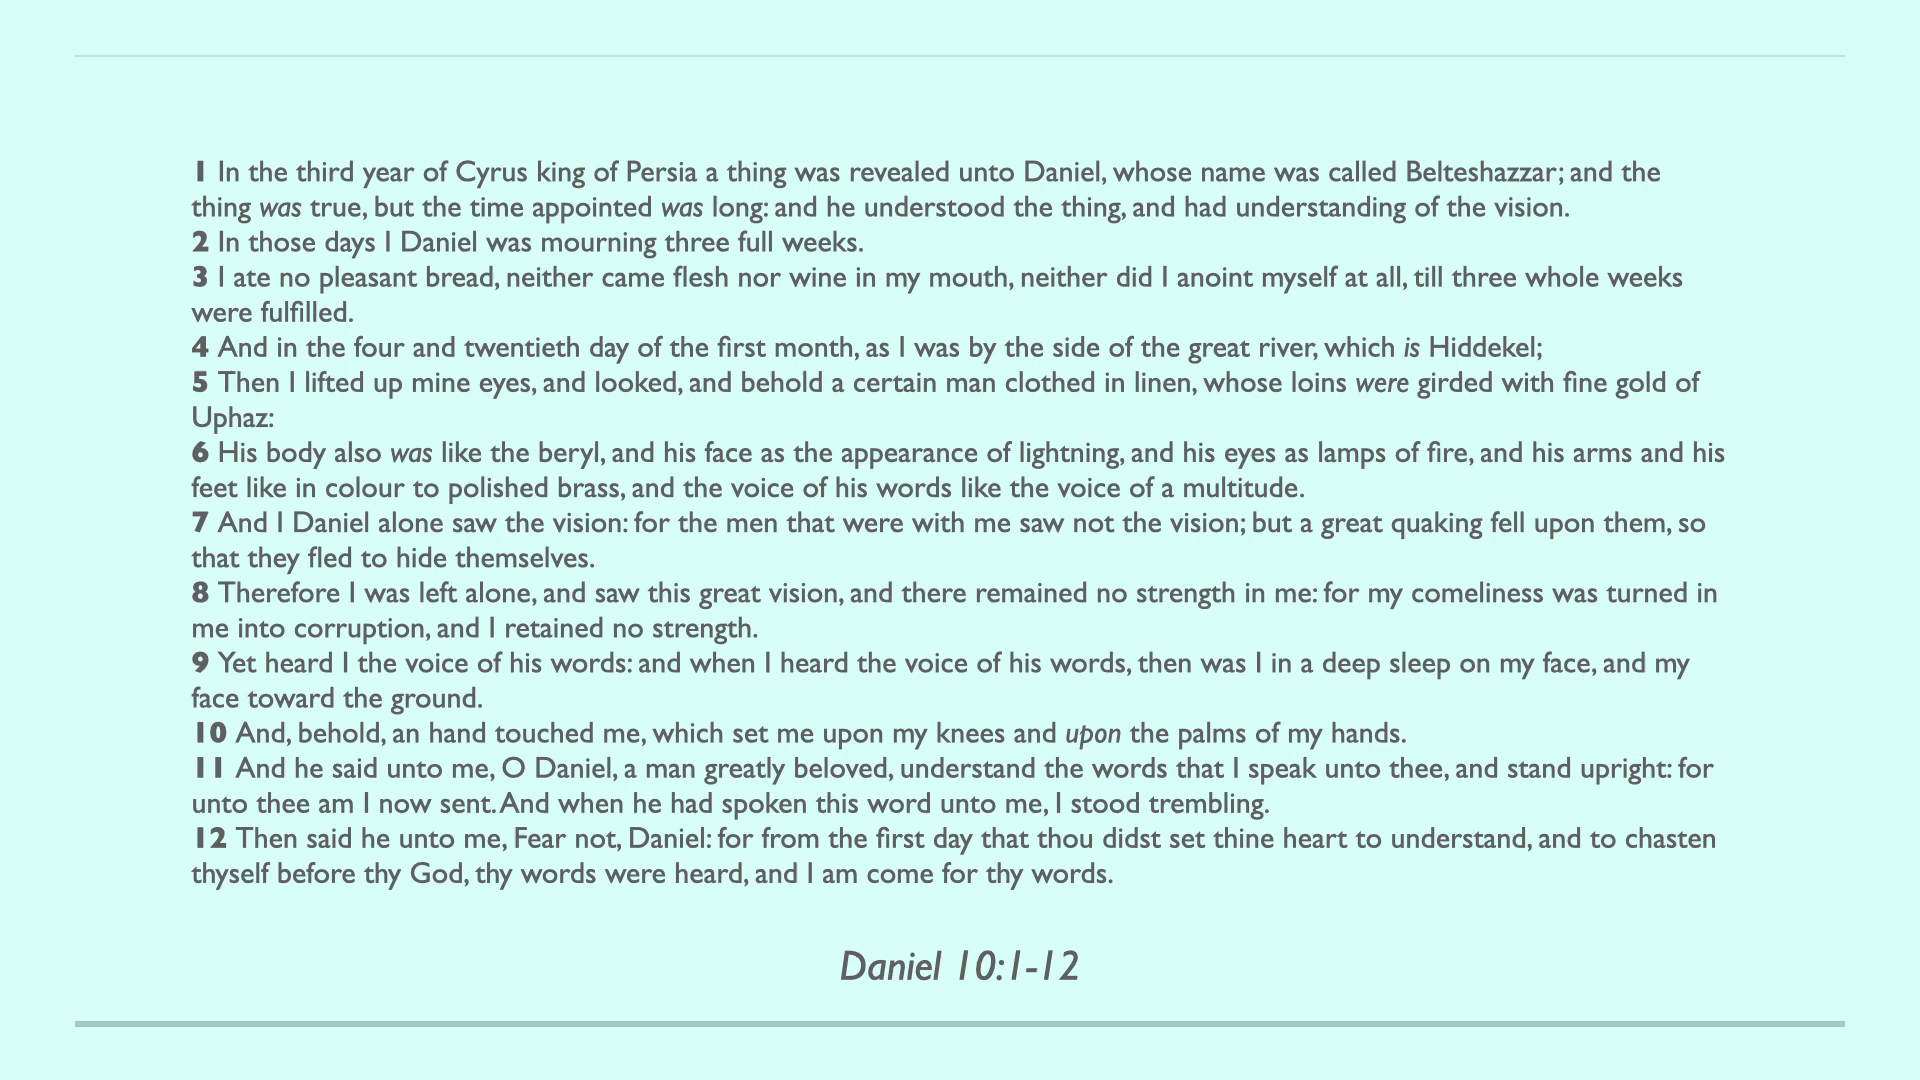 1 In the third year of Cyrus king of Persia a thing was revealed unto Daniel, whose name was called Belteshazzar; and the
thing was true, but the time appointed was long: and he understood the thing, and had understanding of the vision.
2 In those days I Daniel was mourning three full weeks.
3 I ate no pleasant bread, neither came flesh nor wine in my mouth, neither did I anoint myself at all, till three whole weeks
were fulfilled.
4 And in the four and twentieth day of the first month, as I was by the side of the great river, which is Hiddekel;
5 Then I lifted up mine eyes, and looked, and behold a certain man clothed in linen, whose loins were girded with fine gold of
Uphaz:
6 His body also was like the beryl, and his face as the appearance of lightning, and his eyes as lamps of fire, and his arms and his
feet like in colour to polished brass, and the voice of his words like the voice of a multitude.
7 And I Daniel alone saw the vision: for the men that were with me saw not the vision; but a great quaking fell upon them, so
that they fled to hide themselves.
8 Therefore I was left alone, and saw this great vision, and there remained no strength in me: for my comeliness was turned in
me into corruption, and I retained no strength.
9 Yet heard I the voice of his words: and when I heard the voice of his words, then was I in a deep sleep on my face, and my
face toward the ground.
10 And, behold, an hand touched me, which set me upon my knees and upon the palms of my hands.
11 And he said unto me, O Daniel, a man greatly beloved, understand the words that I speak unto thee, and stand upright: for
unto thee am I now sent. And when he had spoken this word unto me, I stood trembling.
12 Then said he unto me, Fear not, Daniel: for from the first day that thou didst set thine heart to understand, and to chasten
thyself before thy God, thy words were heard, and I am come for thy words.
Daniel 10:1-12